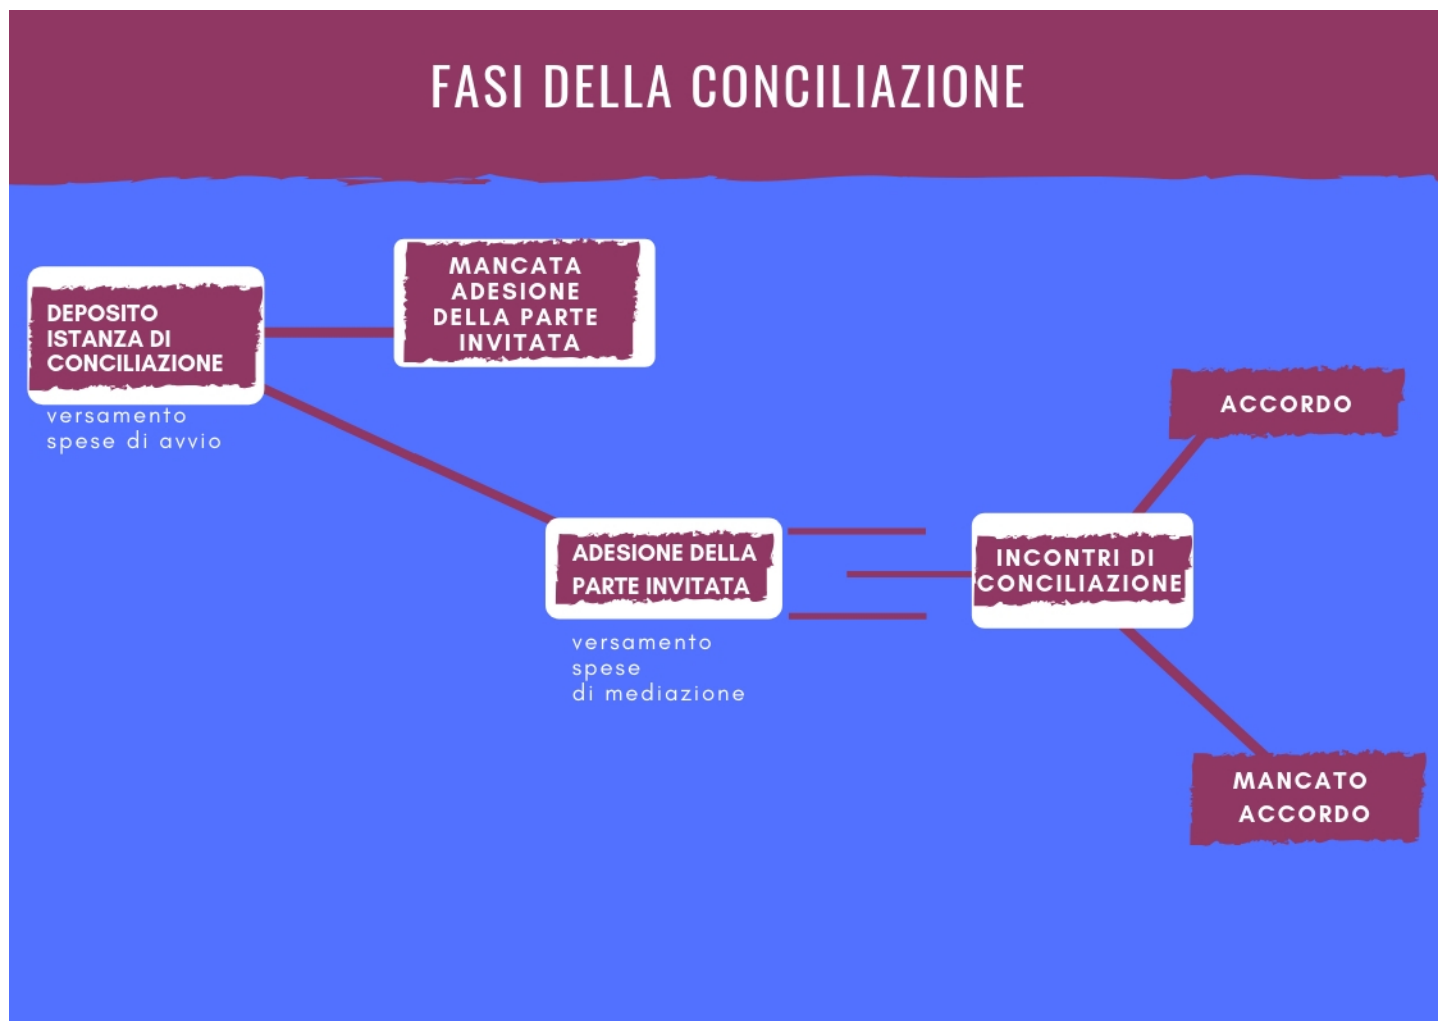 FASI DELLA CONCILIAZIONE
DEPOSITO
ISTANZA DI
CONCILIAZIONE
versamento
spese di avvio
MANCATA
ADESIONE
DELLA PARTE
INVITATA
ADESIONE DELLA
PARTE INVITATA
versamento
spese
di mediazione
INCONTRI DI
CONCILIAZIONE
ACCORDO
MANCATO
ACCORDO